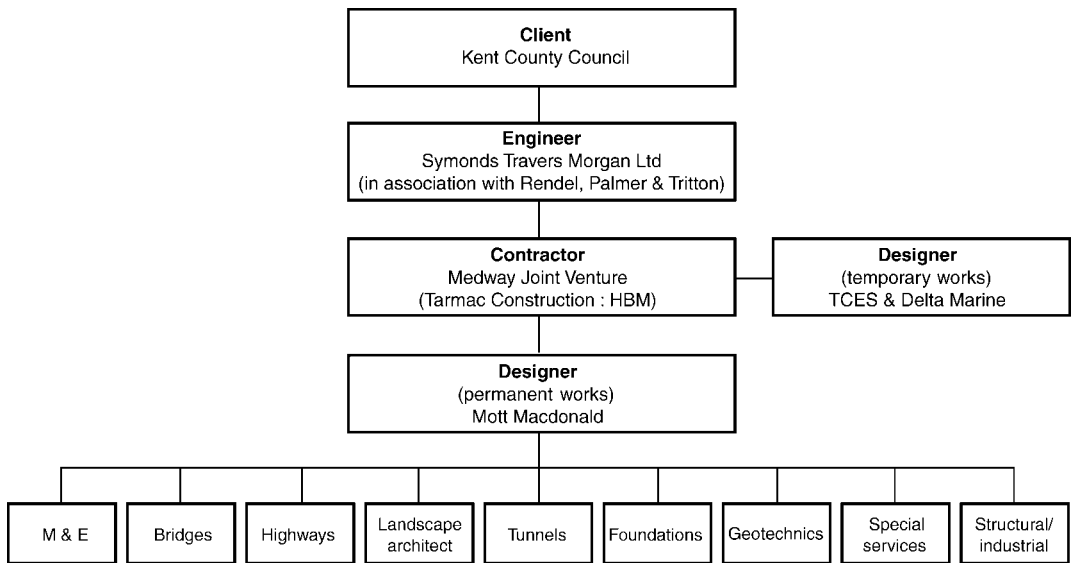 Client
Kent County Council
Engineer
Symonds Travers Morgan Ltd
(in association with Rendel, Palmer & Tritton)
Contractor
Medway Joint Venture
(Tarmac Construction : HBM)
Designer
(temporary works)
TCES & Delta Marine
Designer
(permanent works)
Mott Macdonald
M & E
Bridges
Highways
Landscape
architect
Tunnels
Foundations
Geotechnics
Special
services
Structural/
industrial